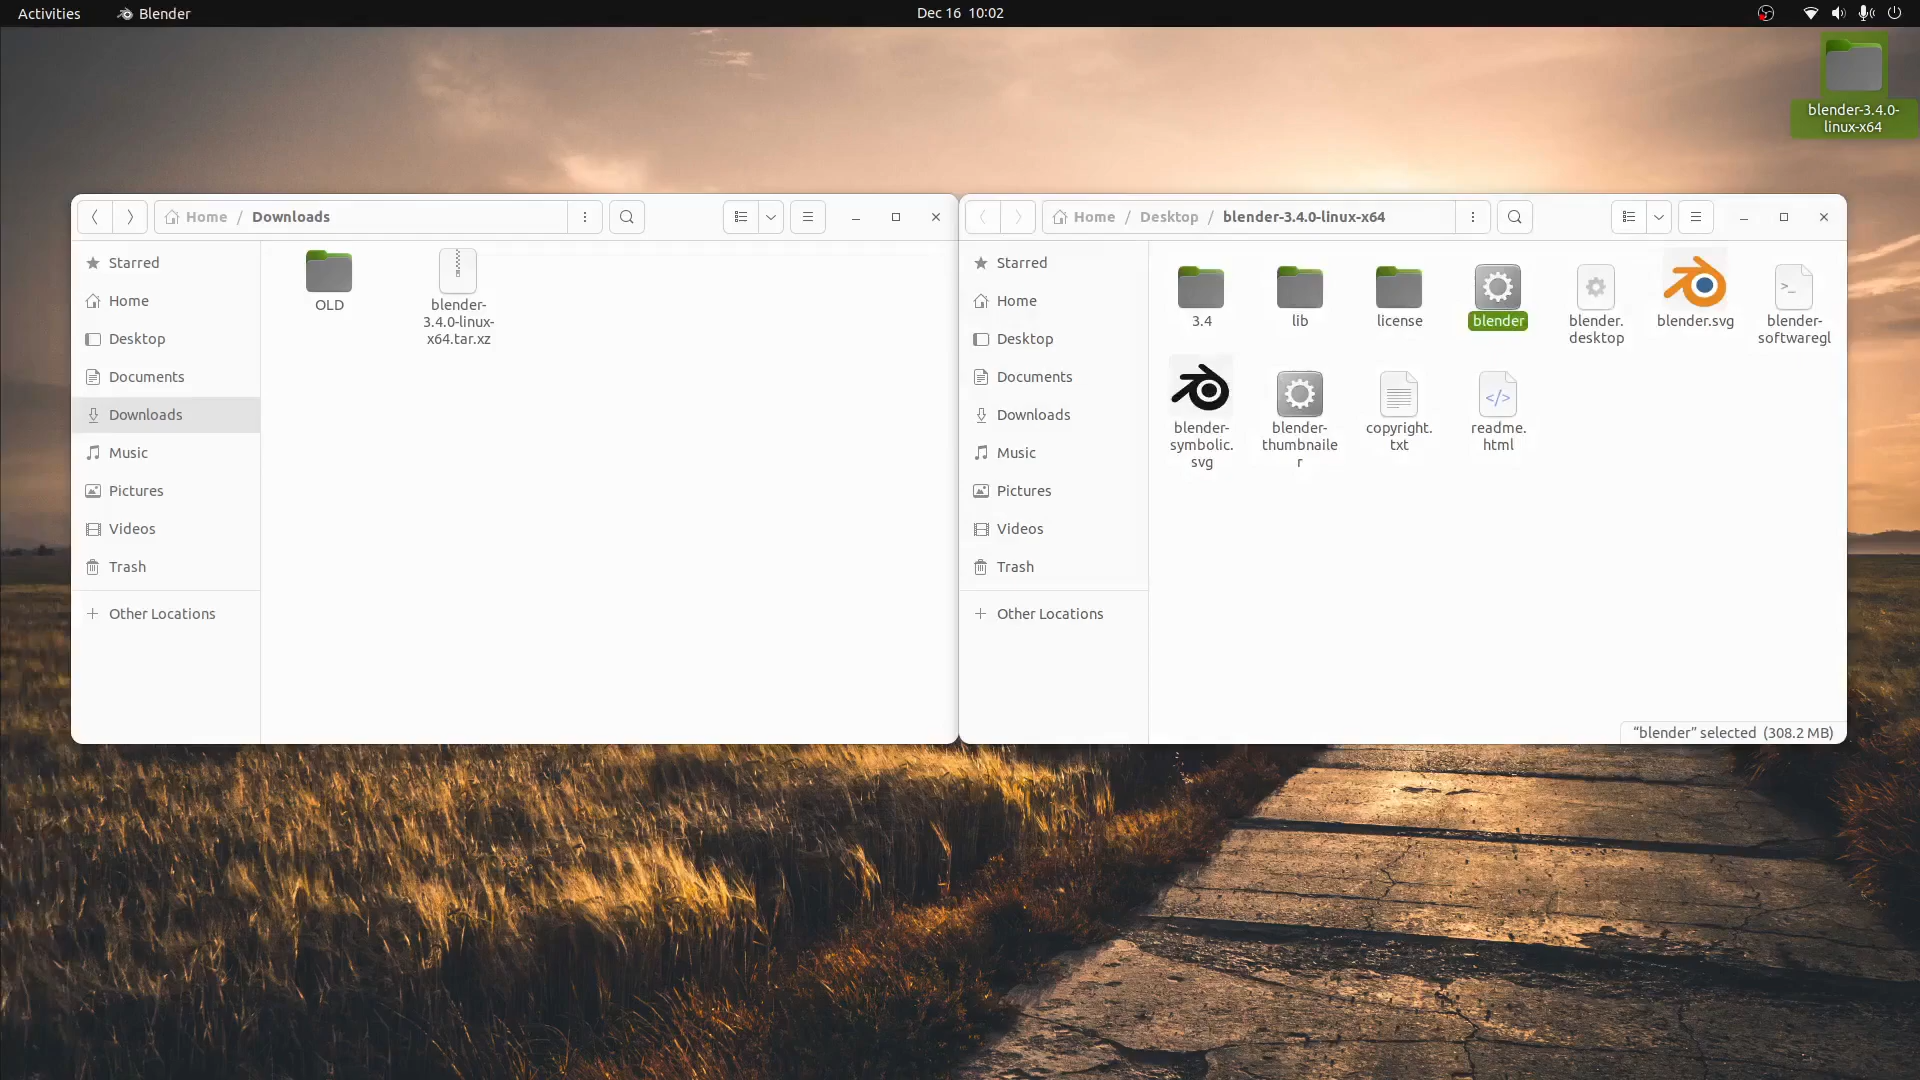 Activities
Blender
Dec 16 10:02
blender-3.4.0-
linux-x64
Home / Downloads
Starred
Home
Desktop
Documents
Downloads
Music
Pictures
Videos
Trash
Other Locations
OLD
blender-
3.4.0-linux-
x64.tar.xz
Home / Desktop / blender-3.4.0-linux-x64
Starred
Home
Desktop
Documents
Downloads
Music
Pictures
Videos
Trash
Other Locations
3.4
lib
license
blender
blender.
desktop
blender.svg
blender-
softwaregl
blender-
symbolic.
svg
blender-
thumbnaile
r
copyright.
txt
readme.
html
“blender” selected (308.2 MB)